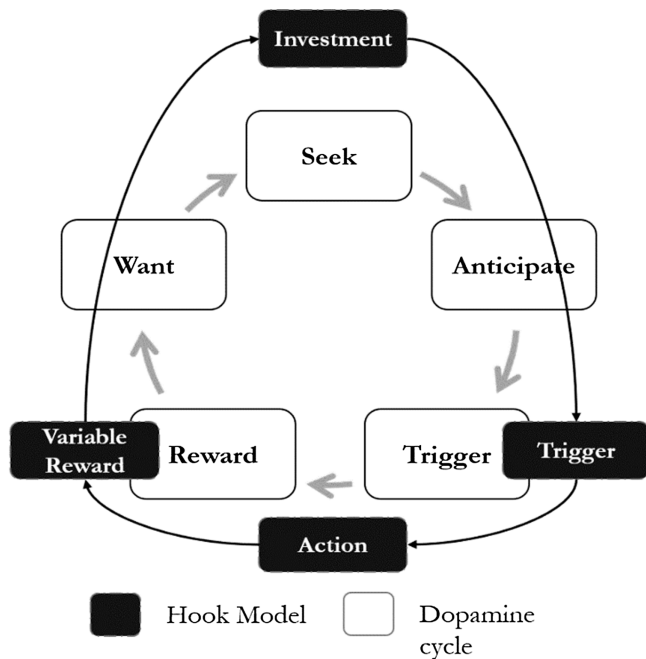 Investment
Seek
Want
Anticipate
Variable
Reward
Reward
Trigger
Trigger
Action
Hook Model
Dopamine
cycle